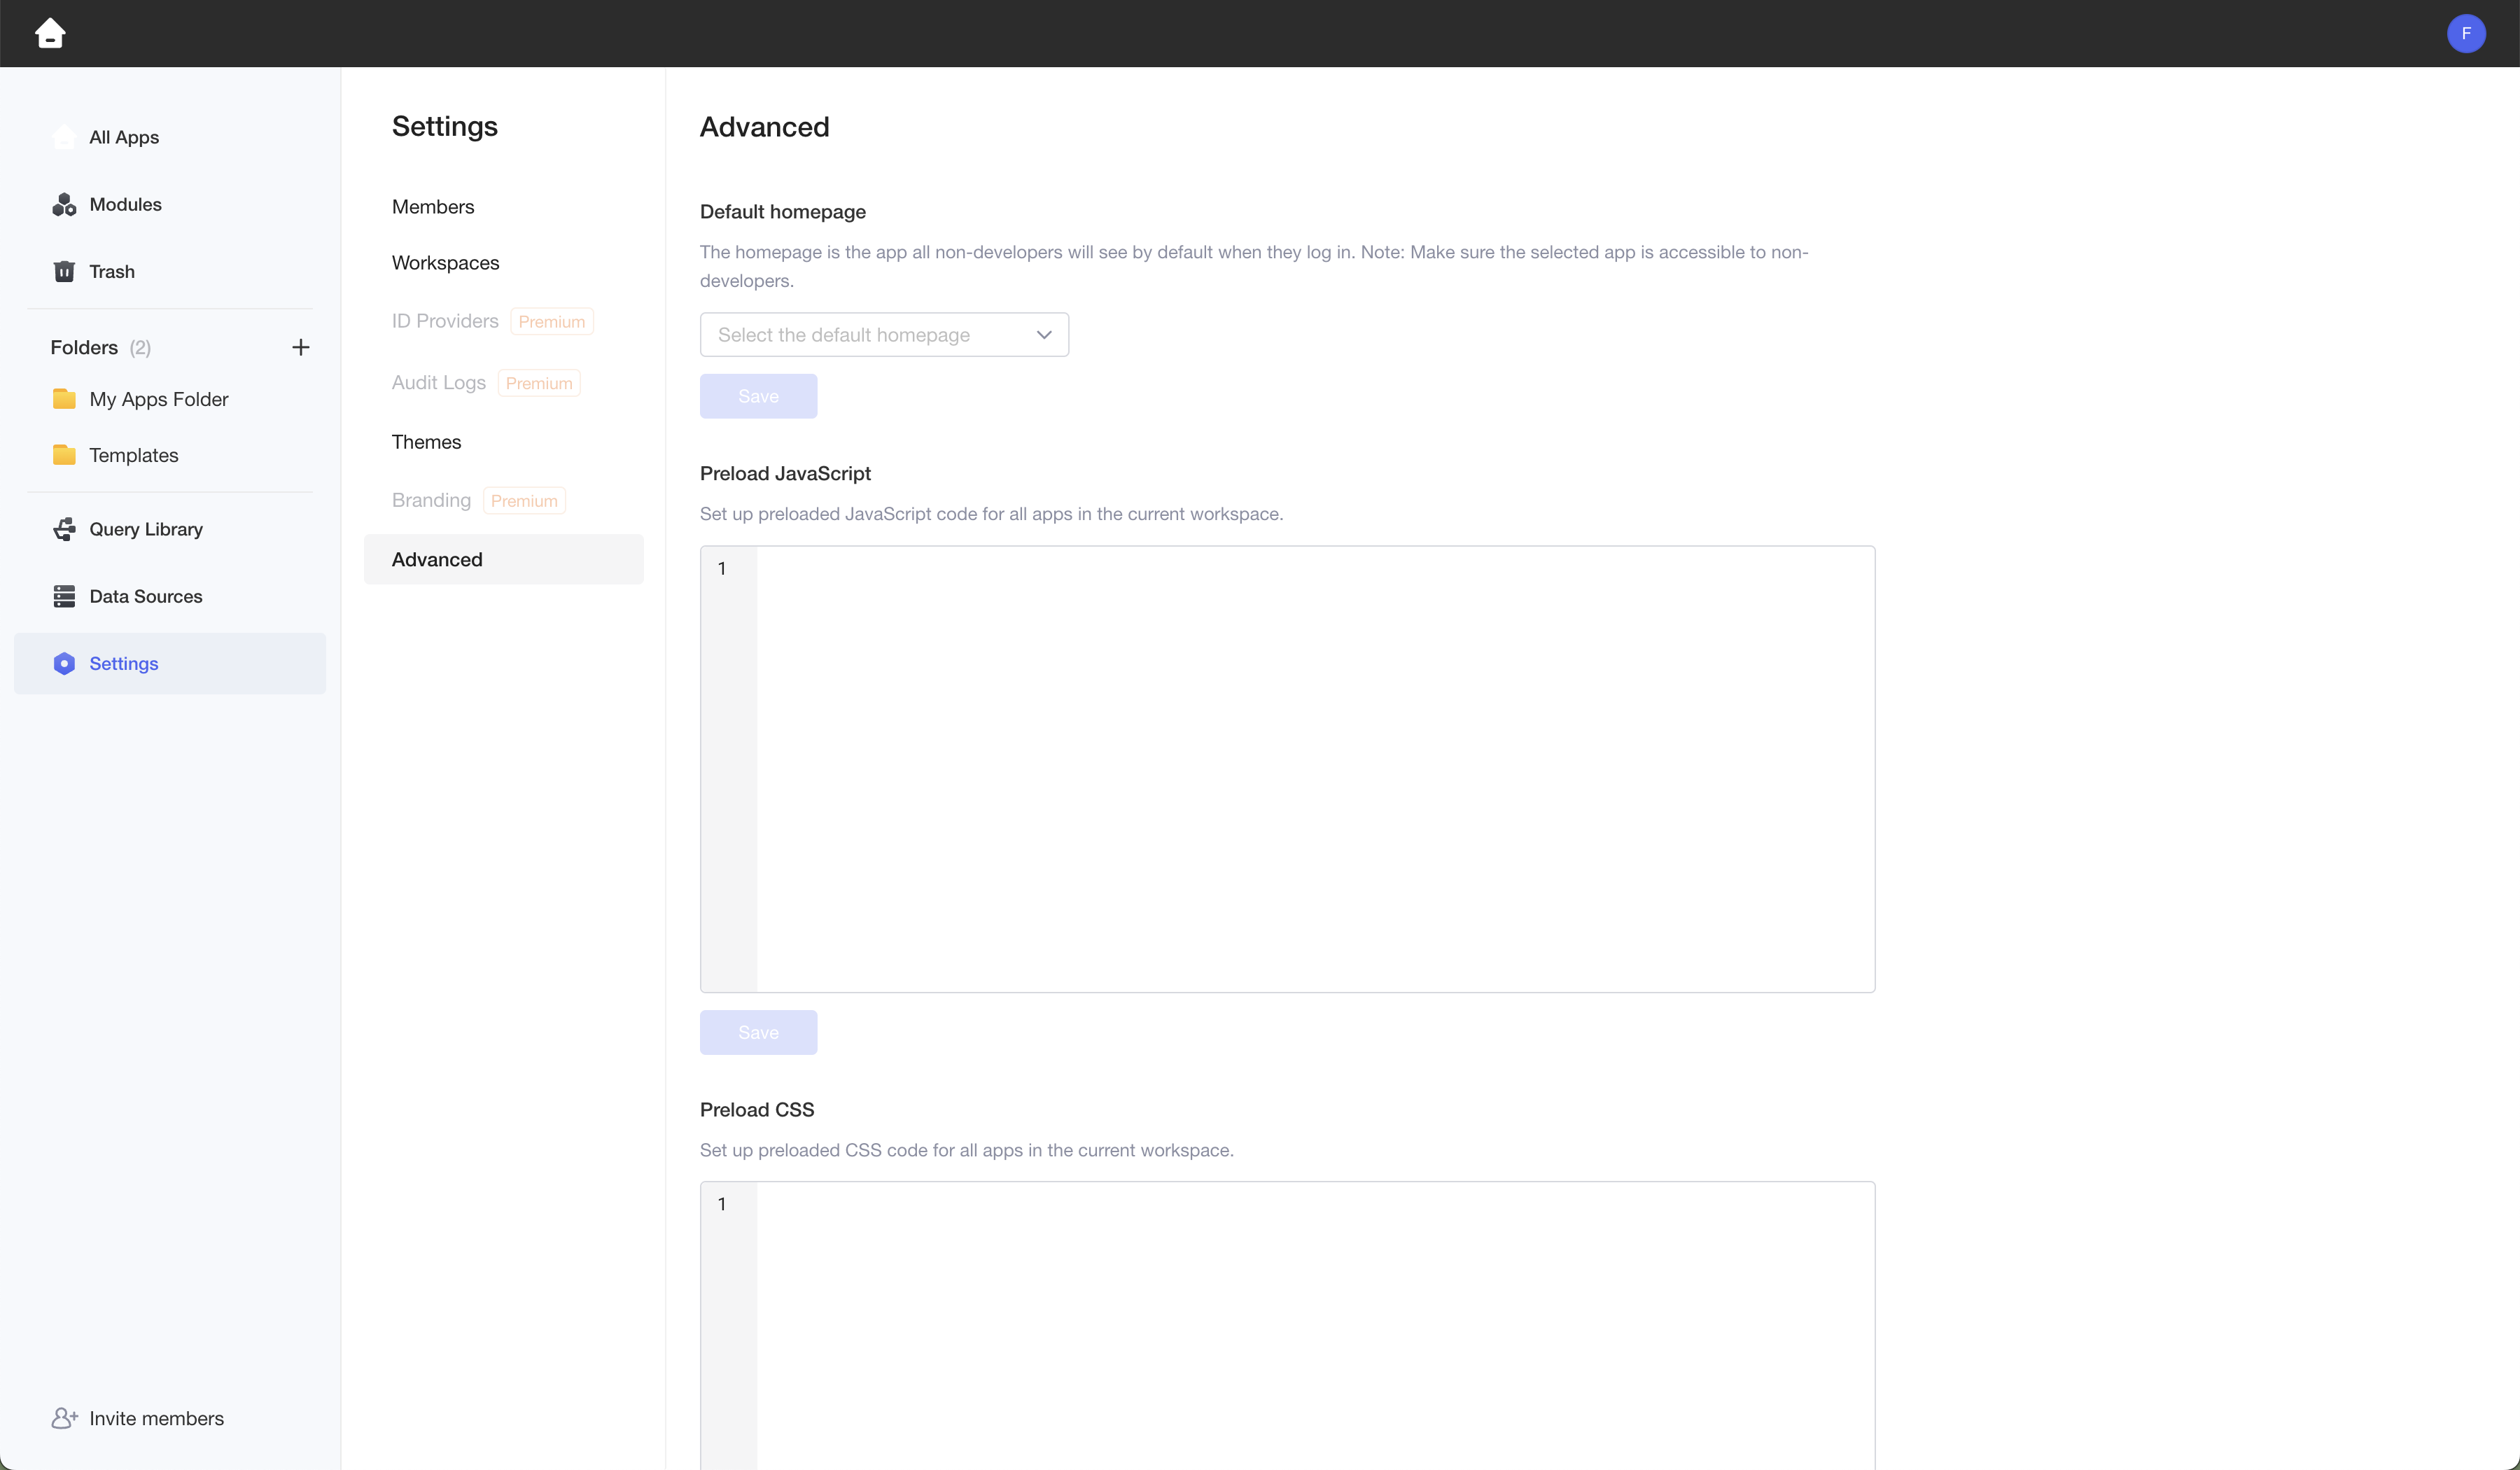 F
All Apps
Modules
Trash
Folders (2)
My Apps Folder
Templates
Query Library
Data Sources
Settings
Invite members
Settings
Members
Workspaces
ID Providers Premium
Audit Logs Premium
Themes
Branding Premium
Advanced
Advanced
Default homepage
The homepage is the app all non-developers will see by default when they log in. Note: Make sure the selected app is accessible to non-
developers.
Select the default homepage
Save
Preload JavaScript
Set up preloaded JavaScript code for all apps in the current workspace.
1
Save
Preload CSS
Set up preloaded CSS code for all apps in the current workspace.
1